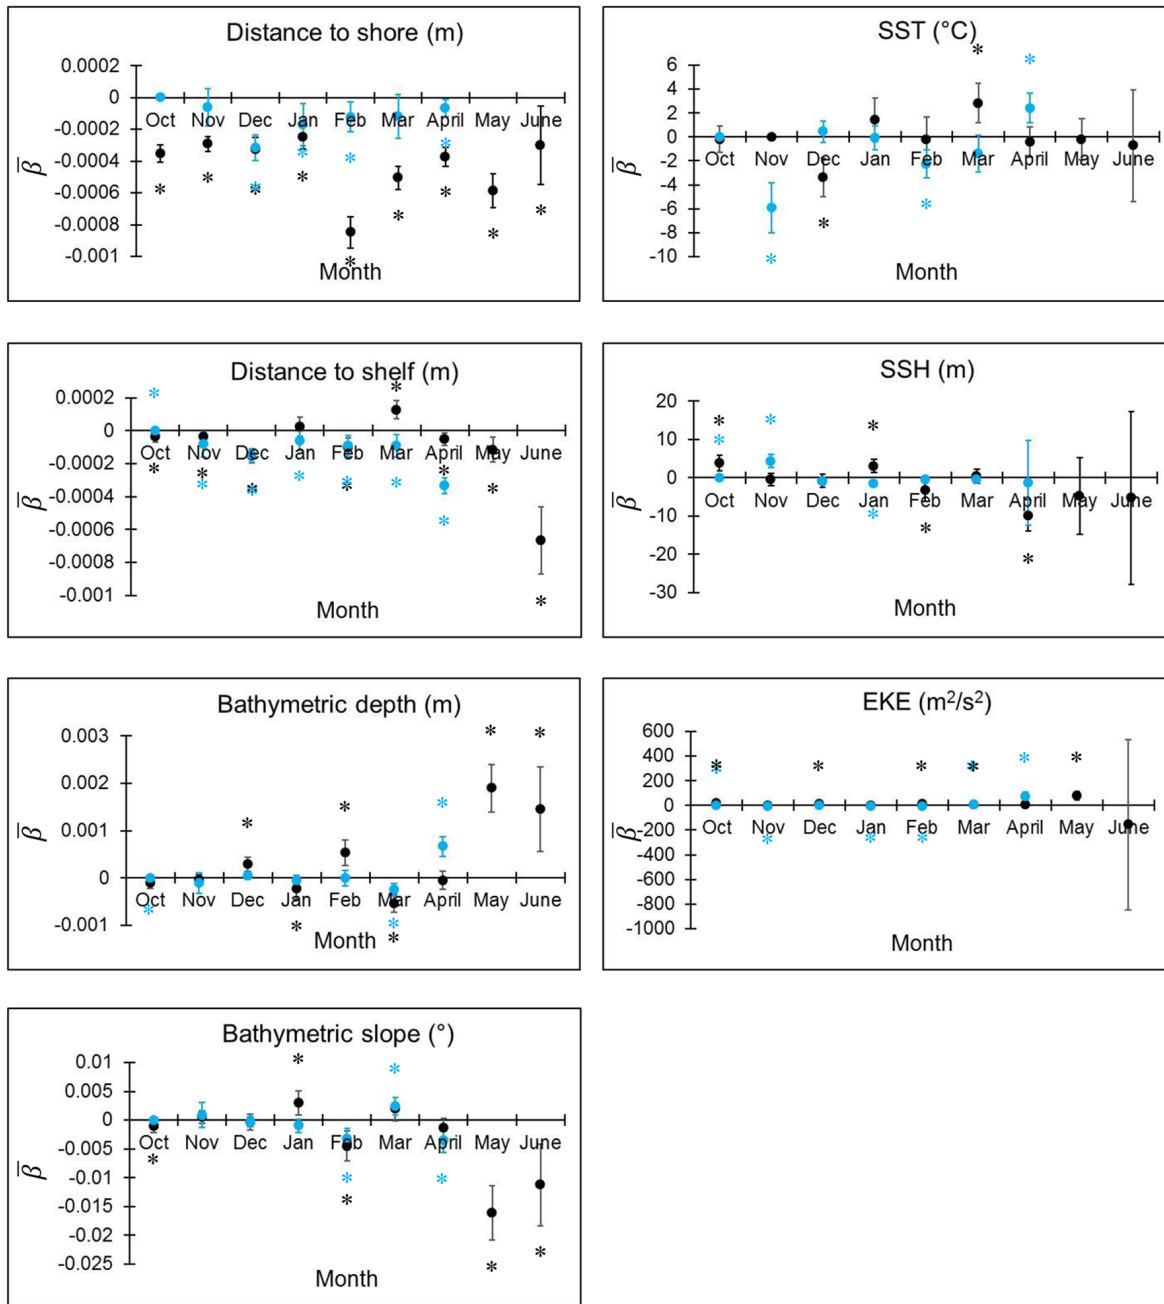 Distance to shore (m)
0.0002
0
-0.0002
-0.0004
-0.0006
-0.0008
-0.001
β̅
Oct Nov Dec Jan Feb Mar April May June
* * * * * * * * *
* * * *
Month
SST (°C)
6
4
2
0
-2
-4
-6
-8
-10
β̅
Oct Nov Dec Jan Feb Mar April May June
* *
* * *
Month
Distance to shelf (m)
0.0002
0
-0.0002
-0.0004
-0.0006
-0.0008
-0.001
β̅
Oct Nov Dec Jan Feb Mar April May June
* *
* * * * * * * *
* * * * * *
Month
SSH (m)
20
10
0
-10
-20
-30
β̅
Oct Nov Dec Jan Feb Mar April May June
* * * *
* * *
Month
Bathymetric depth (m)
0.003
0.002
0.001
0
-0.001
β̅
Oct Nov Dec Jan Feb Mar April May June
* * * * *
* * * *
Month
EKE (m²/s²)
600
400
200
0
-200
-400
-600
-800
-1000
β̅
Oct Nov Dec Jan Feb Mar April May June
* * * * * * * *
* * *
Month
Bathymetric slope (°)
0.01
0.005
0
-0.005
-0.01
-0.015
-0.02
-0.025
β̅
Oct Nov Dec Jan Feb Mar April May June
* *
* * * * * *
Month